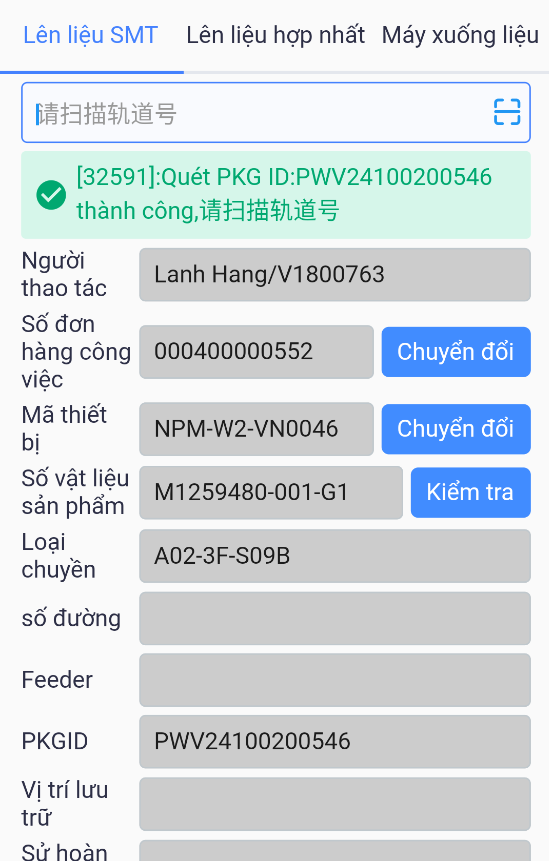 Lên liệu SMT Lên liệu hợp nhất Máy xuống liệu
请扫描轨道号
[32591]:Quét PKG ID:PWV24100200546
thành công,请扫描轨道号
Người
thao tác
Lanh Hang/V1800763
Số đơn
hàng công
việc
000400000552
Chuyển đổi
Mã thiết
bị
NPM-W2-VN0046
Chuyển đổi
Số vật liệu
sản phẩm
M1259480-001-G1
Kiểm tra
Loại
chuyền
A02-3F-S09B
số đường
Feeder
PKGID
PWV24100200546
Vị trí lưu
trữ
Sử hoàn